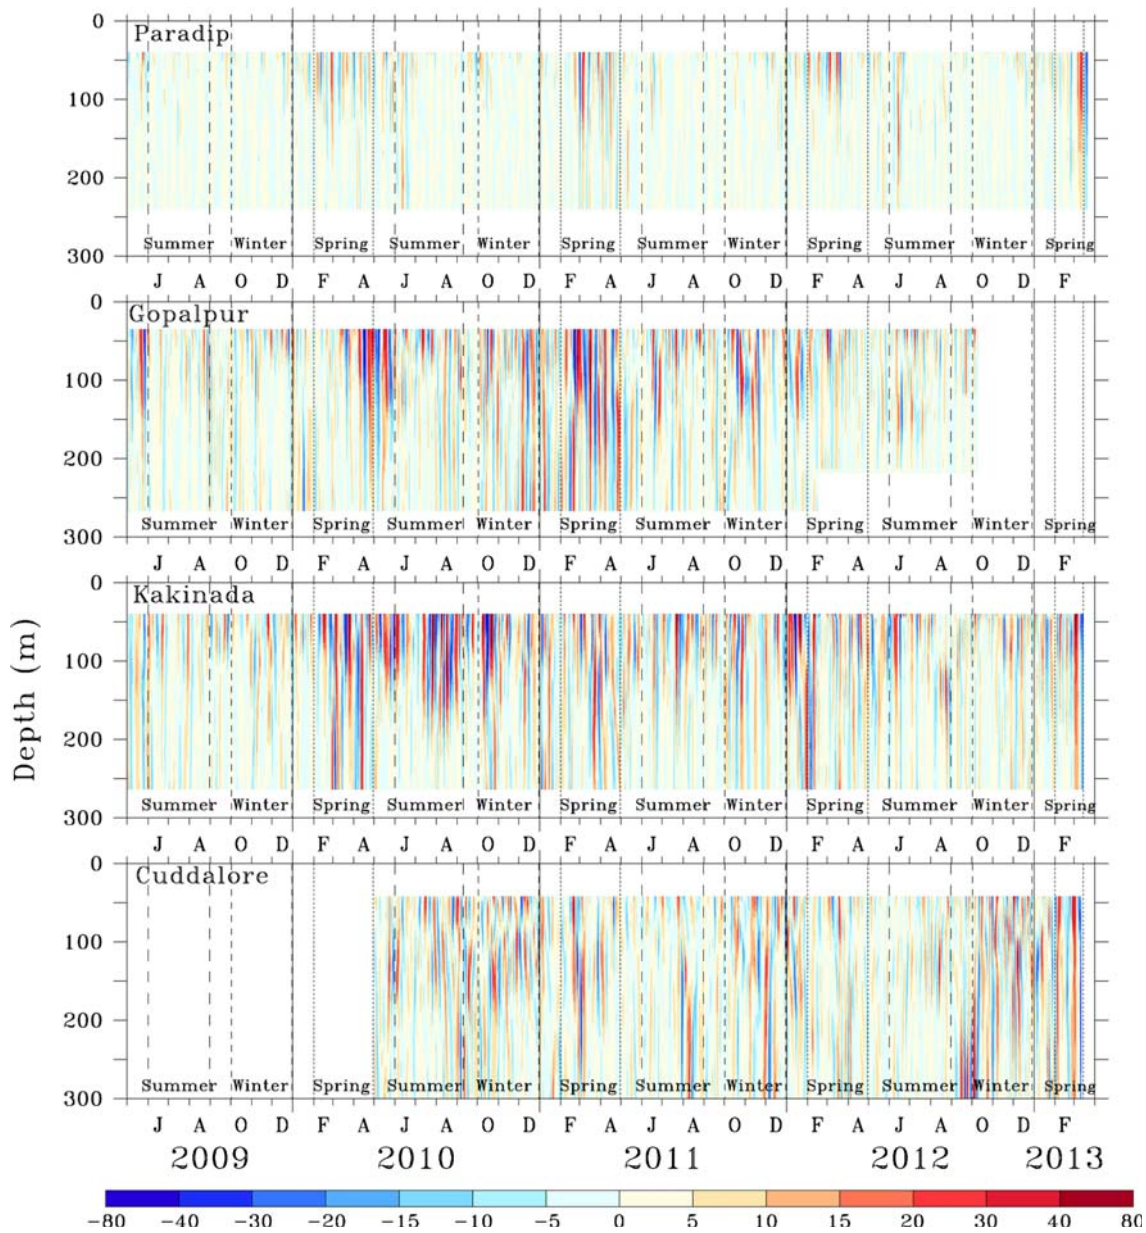 Paradip
0
100
200
300
Summer Winter Spring Summer Winter Spring Summer Winter Spring Summer Winter Spring
J A O D F A J A O D F A J A O D F A J A O D F
Gopalpur
0
100
200
300
Summer Winter Spring Summer Winter Spring Summer Winter Spring Summer Winter Spring
J A O D F A J A O D F A J A O D F A J A O D F
Kakinada
0
100
200
300
Summer Winter Spring Summer Winter Spring Summer Winter Spring Summer Winter Spring
J A O D F A J A O D F A J A O D F A J A O D F
Cuddalore
0
100
200
300
Summer Winter Spring Summer Winter Spring Summer Winter Spring Summer Winter Spring
J A O D F A J A O D F A J A O D F A J A O D F
Depth (m)
2009 2010 2011 2012 2013
-80 -40 -30 -20 -15 -10 -5 0 5 10 15 20 30 40 80